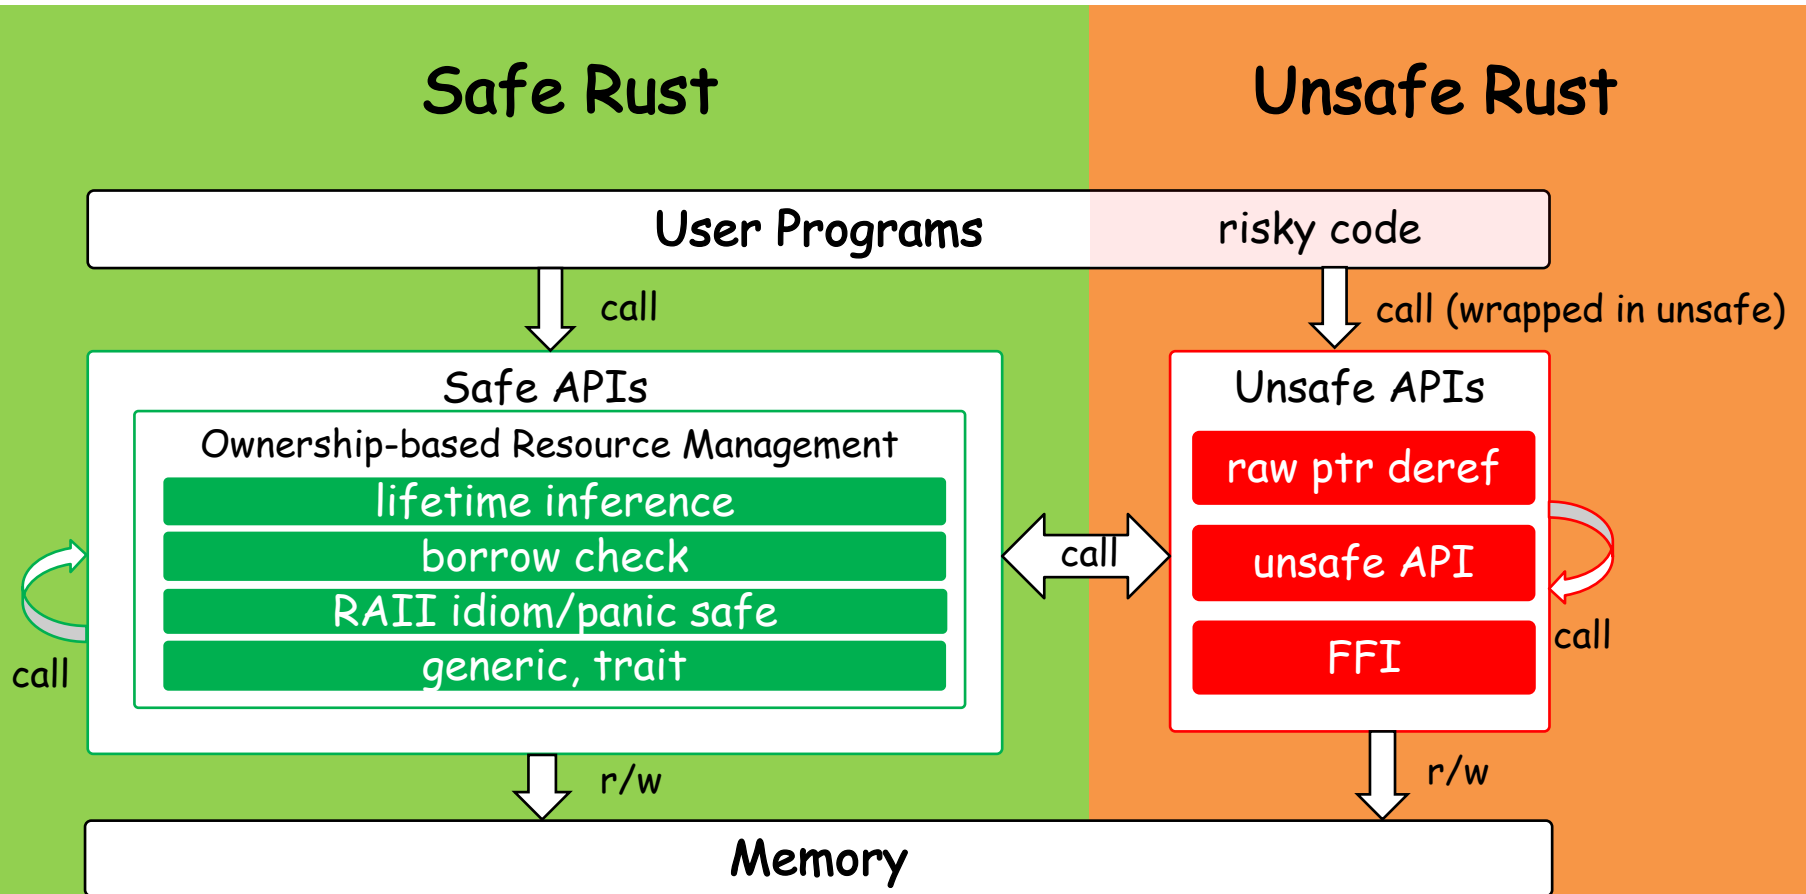 Safe Rust
Unsafe Rust
User Programs
risky code
call
call (wrapped in unsafe)
Safe APIs
Ownership-based Resource Management
lifetime inference
borrow check
RAII idiom/panic safe
generic, trait
call
call
Unsafe APIs
raw ptr deref
unsafe API
FFI
call
r/w
r/w
Memory